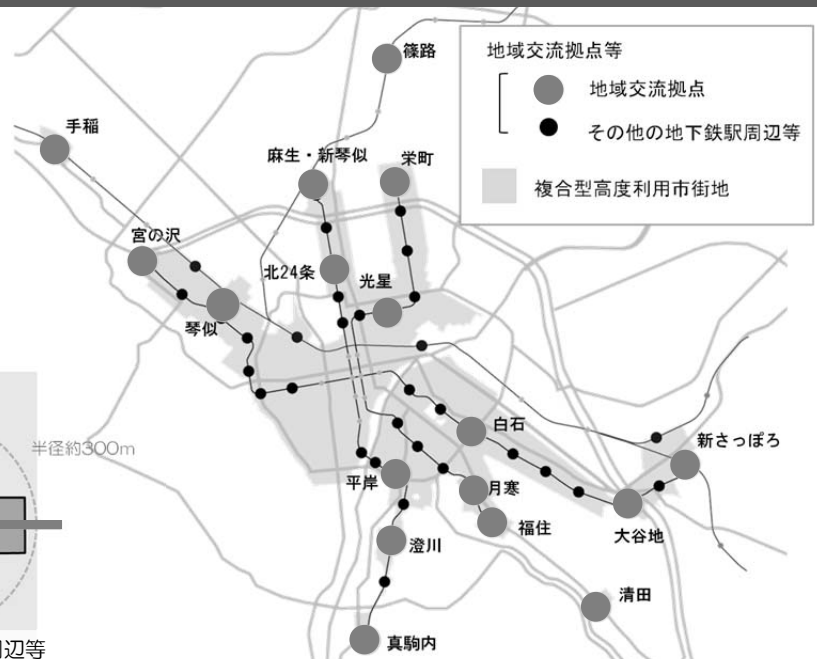 地域交流拠点等
地域交流拠点
その他の地下鉄駅周辺等
複合型高度利用市街地
篠路
手稲
麻生・新琴似
栄町
宮の沢
北24条
光星
琴似
半径約300m
白石
新さっぽろ
平岸
月寒
福住
大谷地
澄川
清田
真駒内
周辺等